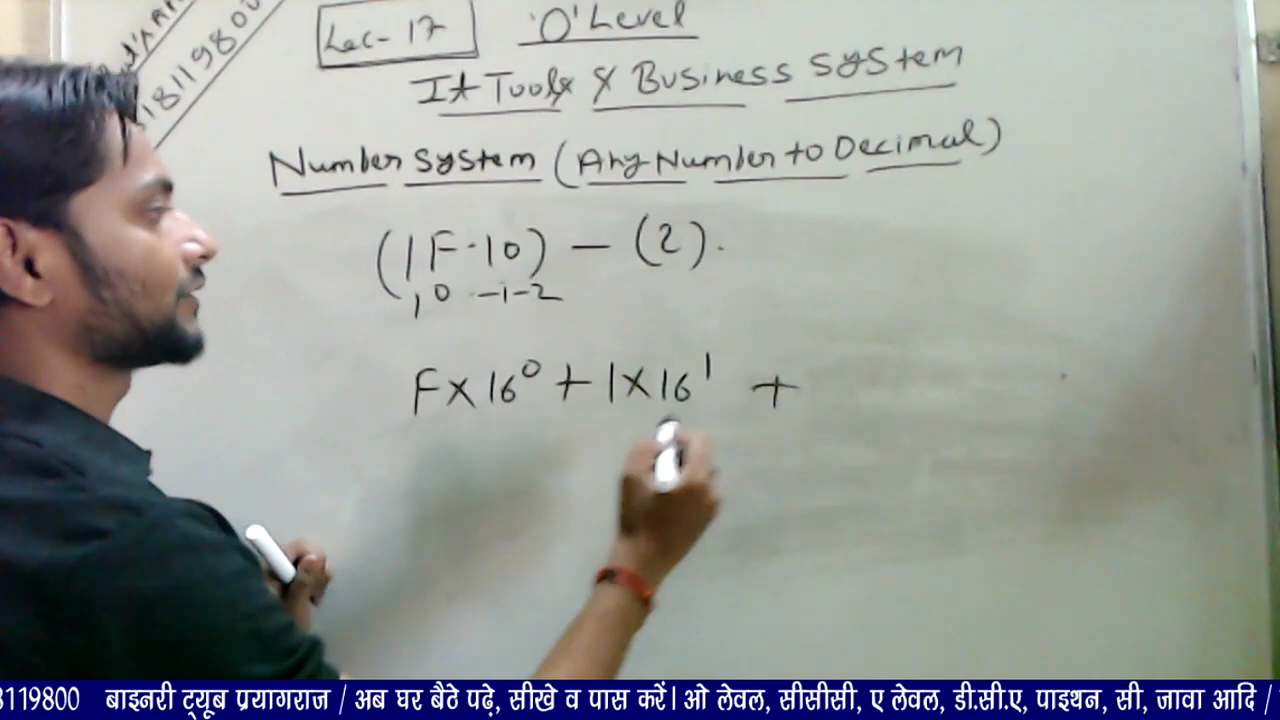 Lec- 17 'O' Level
It Tools & Business System
Number System (Any Number to Decimal)
(1F.10) - (2).
1 0 -1 -2
F×16⁰ + 1×16¹ +
18119800
3119800 बाइनरी ट्यूब प्रयागराज / अब घर बैठे पढ़े, सीखे व पास करें। ओ लेवल, सीसीसी, ए लेवल, डी.सी.ए, पाइथन, सी, जावा आदि /